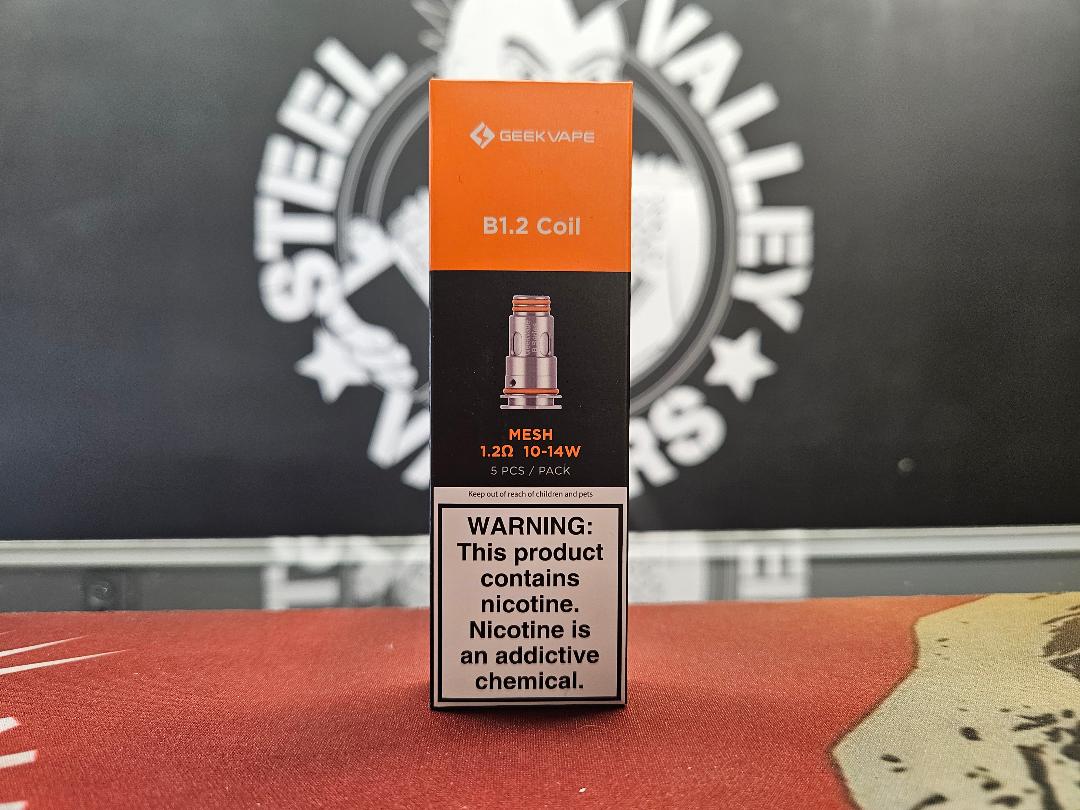 STEEL VALLEY
GEEKVAPE
B1.2 Coil
MESH
1.2Ω 10-14W
5 PCS / PACK
Keep out of reach of children and pets
WARNING:
This product
contains
nicotine.
Nicotine is
an addictive
chemical.